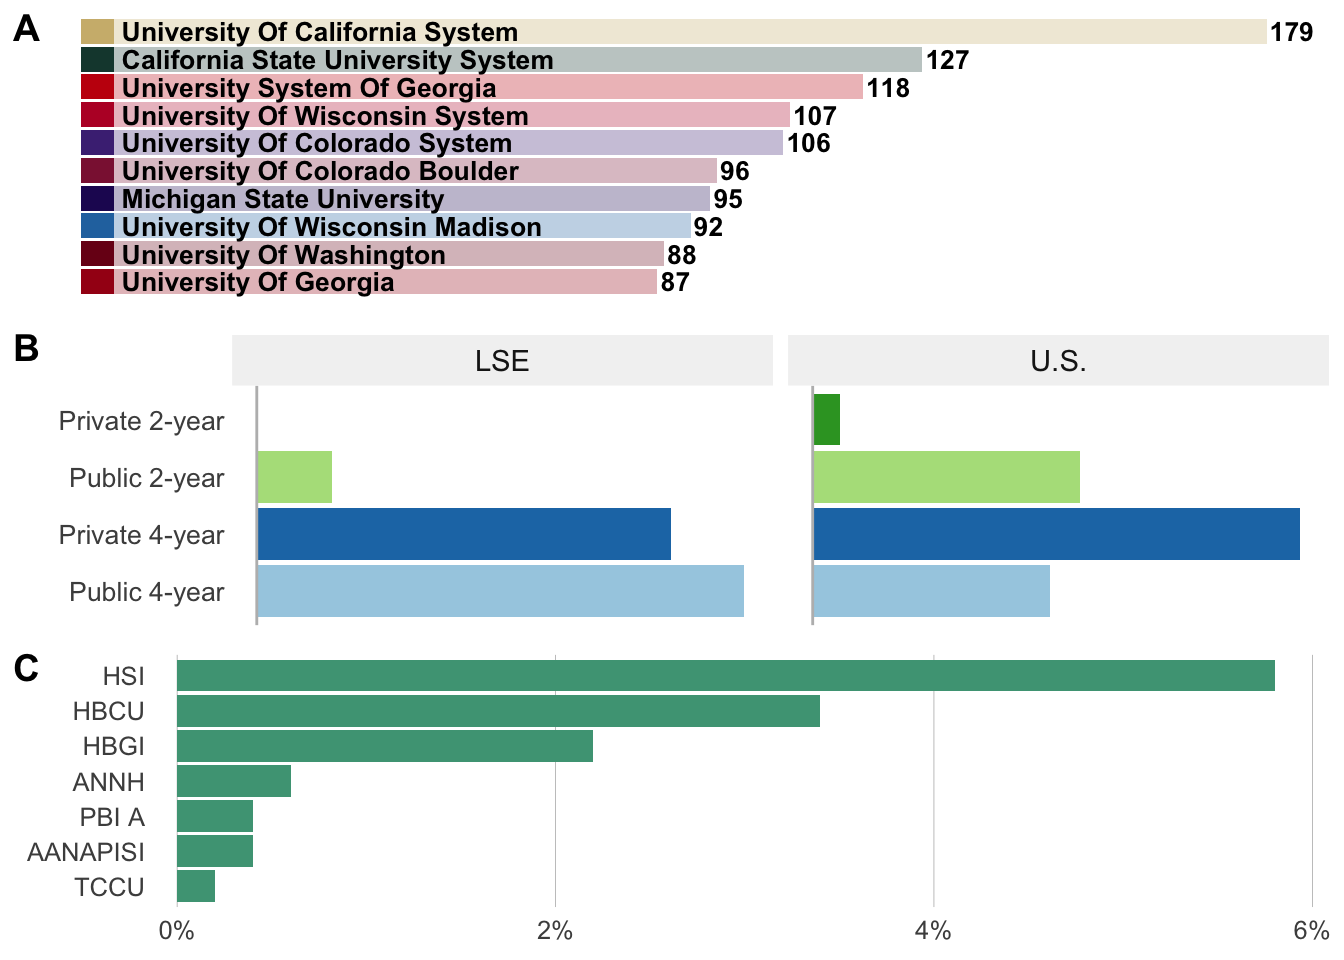 A
University Of California System 179
California State University System 127
University System Of Georgia 118
University Of Wisconsin System 107
University Of Colorado System 106
University Of Colorado Boulder 96
Michigan State University 95
University Of Wisconsin Madison 92
University Of Washington 88
University Of Georgia 87
B
LSE U.S.
Private 2-year
Public 2-year
Private 4-year
Public 4-year
C
HSI
HBCU
HBGI
ANNH
PBI A
AANAPISI
TCCU
0% 2% 4% 6%